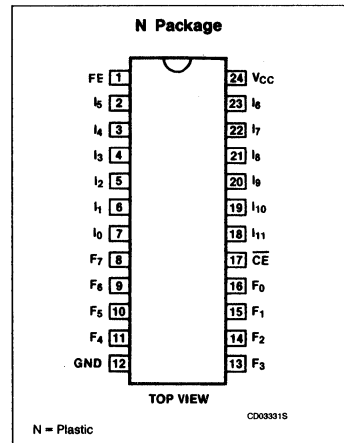 N Package
FE 1 24 VCC
I5 2 23 I6
I4 3 22 I7
I3 4 21 I8
I2 5 20 I9
I1 6 19 I10
I0 7 18 I11
F7 8 17 CE
F6 9 16 F0
F5 10 15 F1
F4 11 14 F2
GND 12 13 F3
TOP VIEW
CD03331S
N = Plastic